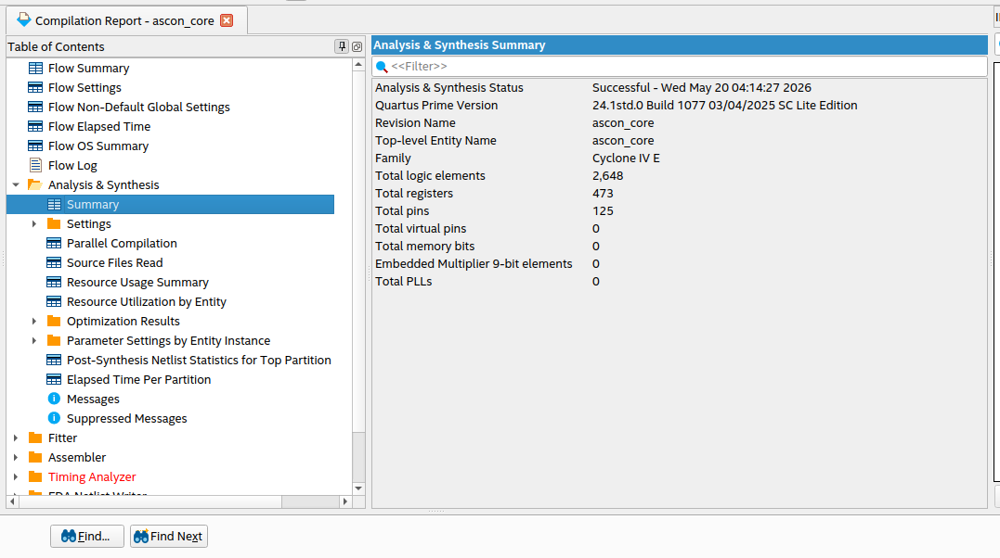 Compilation Report - ascon_core
Table of Contents
Flow Summary
Flow Settings
Flow Non-Default Global Settings
Flow Elapsed Time
Flow OS Summary
Flow Log
Analysis & Synthesis
Summary
Settings
Parallel Compilation
Source Files Read
Resource Usage Summary
Resource Utilization by Entity
Optimization Results
Parameter Settings by Entity Instance
Post-Synthesis Netlist Statistics for Top Partition
Elapsed Time Per Partition
Messages
Suppressed Messages
Fitter
Assembler
Timing Analyzer
EDA Netlist Writer
Analysis & Synthesis Summary
<<Filter>>
Analysis & Synthesis Status Successful - Wed May 20 04:14:27 2026
Quartus Prime Version 24.1std.0 Build 1077 03/04/2025 SC Lite Edition
Revision Name ascon_core
Top-level Entity Name ascon_core
Family Cyclone IV E
Total logic elements 2,648
Total registers 473
Total pins 125
Total virtual pins 0
Total memory bits 0
Embedded Multiplier 9-bit elements 0
Total PLLs 0
Find...
Find Next